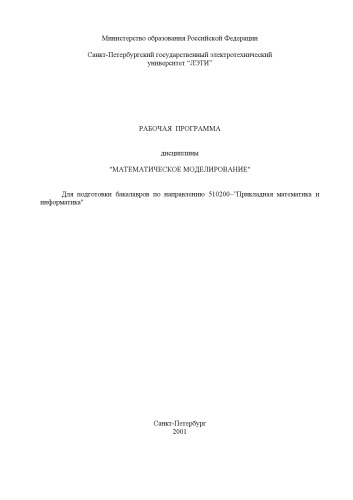 Министерство образования Российской Федерации
Санкт-Петербургский государственный электротехнический
университет "ЛЭТИ"
РАБОЧАЯ ПРОГРАММА
дисциплины
"МАТЕМАТИЧЕСКОЕ МОДЕЛИРОВАНИЕ"
Для подготовки бакалавров по направлению 510200–"Прикладная математика и
информатика"
Санкт-Петербург
2001